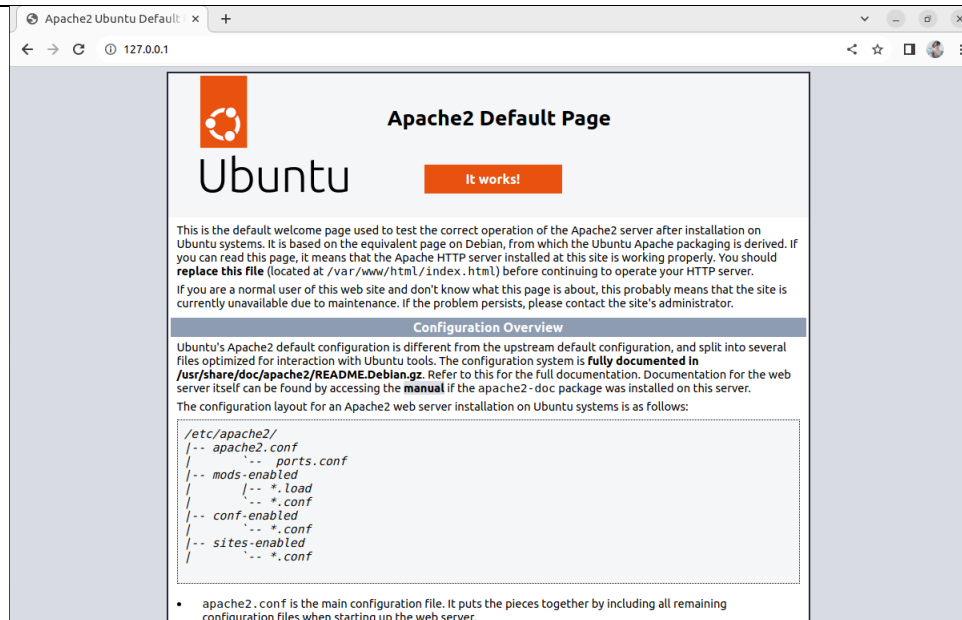 Apache2 Ubuntu Default
127.0.0.1
Ubuntu
Apache2 Default Page
It works!
This is the default welcome page used to test the correct operation of the Apache2 server after installation on
Ubuntu systems. It is based on the equivalent page on Debian, from which the Ubuntu Apache packaging is derived. If
you can read this page, it means that the Apache HTTP server installed at this site is working properly. You should
replace this file (located at /var/www/html/index.html) before continuing to operate your HTTP server.
If you are a normal user of this web site and don't know what this page is about, this probably means that the site is
currently unavailable due to maintenance. If the problem persists, please contact the site's administrator.
Configuration Overview
Ubuntu's Apache2 default configuration is different from the upstream default configuration, and split into several
files optimized for interaction with Ubuntu tools. The configuration system is fully documented in
/usr/share/doc/apache2/README.Debian.gz. Refer to this for the full documentation. Documentation for the web
server itself can be found by accessing the manual if the apache2-doc package was installed on this server.
The configuration layout for an Apache2 web server installation on Ubuntu systems is as follows:
/etc/apache2/
|-- apache2.conf
|       `--  ports.conf
|-- mods-enabled
|       |-- *.load
|       `-- *.conf
|-- conf-enabled
|       `-- *.conf
|-- sites-enabled
|       `-- *.conf
• apache2.conf is the main configuration file. It puts the pieces together by including all remaining
configuration files when starting up the web server.